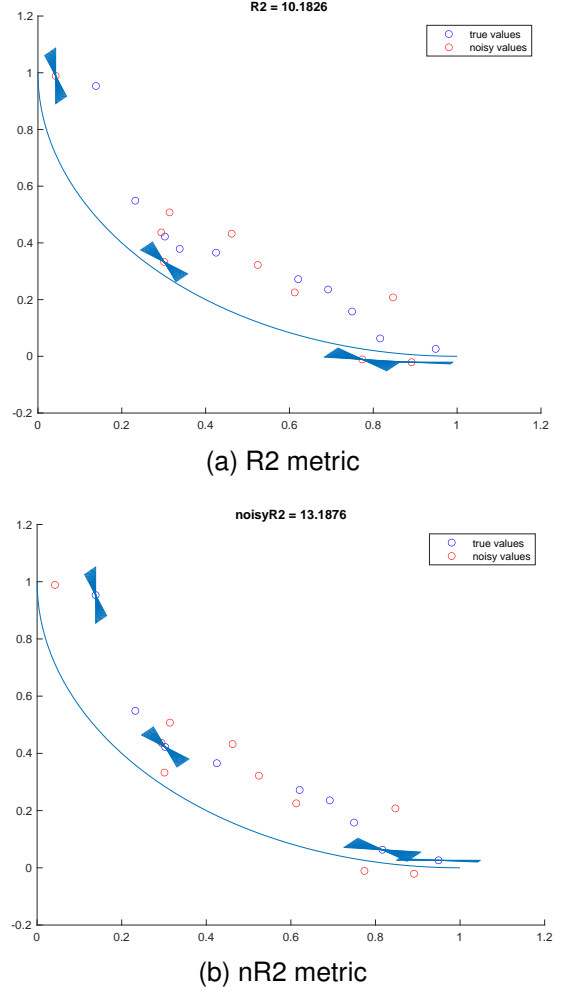 R2 = 10.1826
1.2
1
0.8
0.6
0.4
0.2
0
-0.2
0 0.2 0.4 0.6 0.8 1 1.2
true values
noisy values
(a) R2 metric
noisyR2 = 13.1876
1.2
1
0.8
0.6
0.4
0.2
0
-0.2
0 0.2 0.4 0.6 0.8 1 1.2
true values
noisy values
(b) nR2 metric